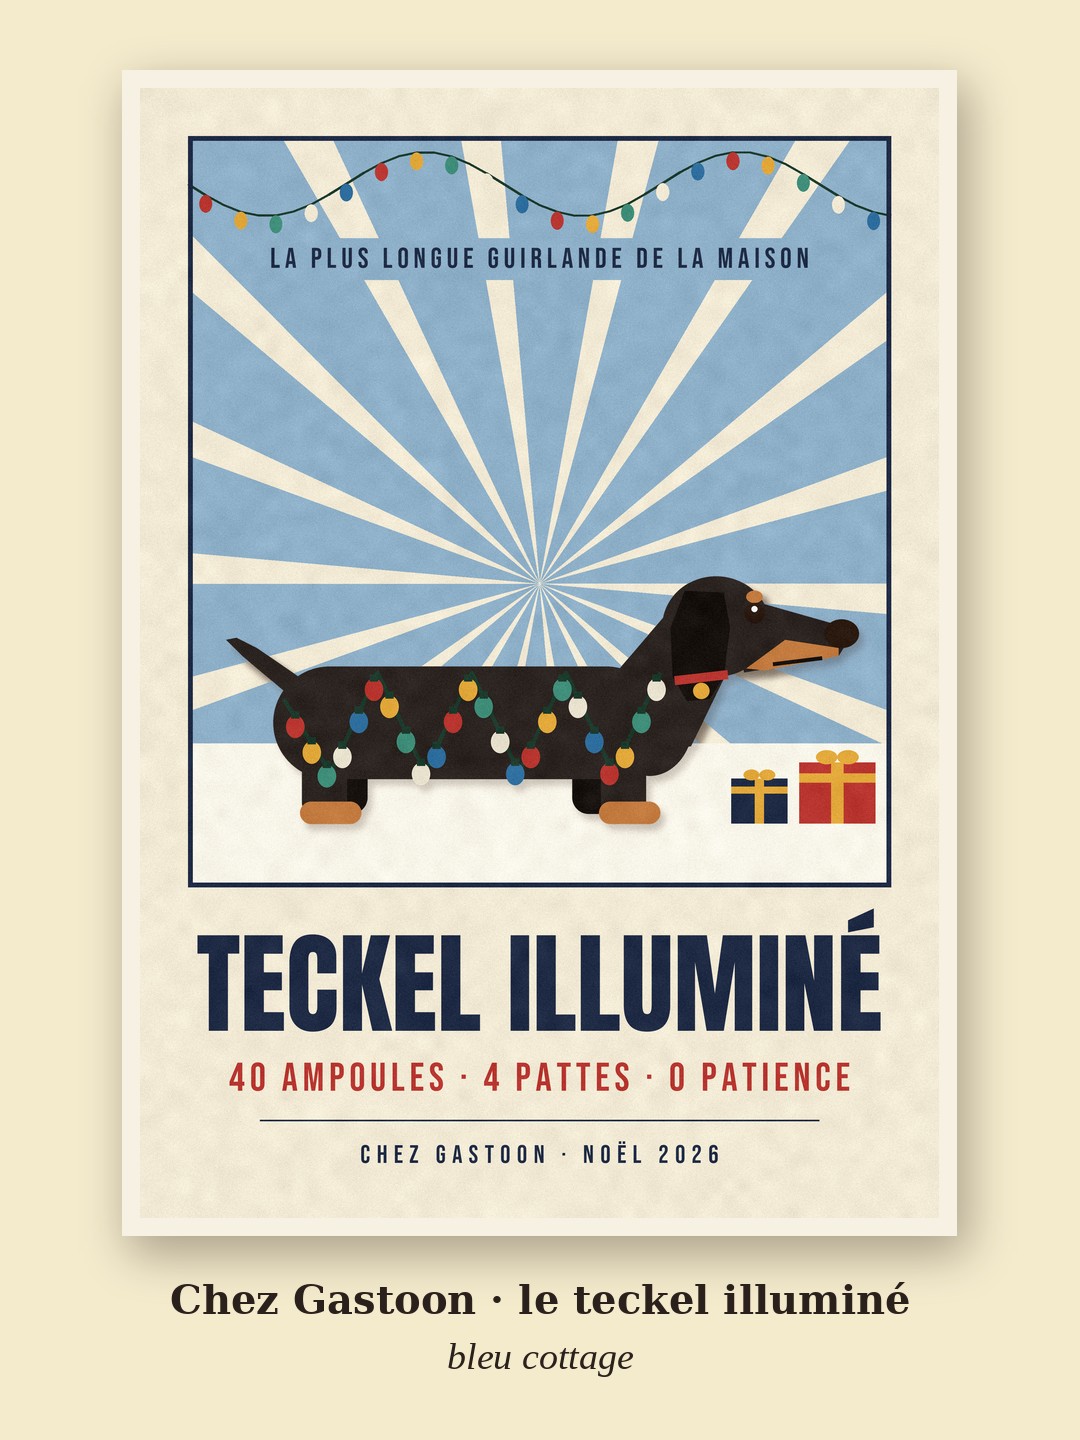 LA PLUS LONGUE GUIRLANDE DE LA MAISON
TECKEL ILLUMINÉ
40 AMPOULES · 4 PATTES · 0 PATIENCE
CHEZ GASTOON · NOËL 2026
Chez Gastoon · le teckel illuminé
bleu cottage